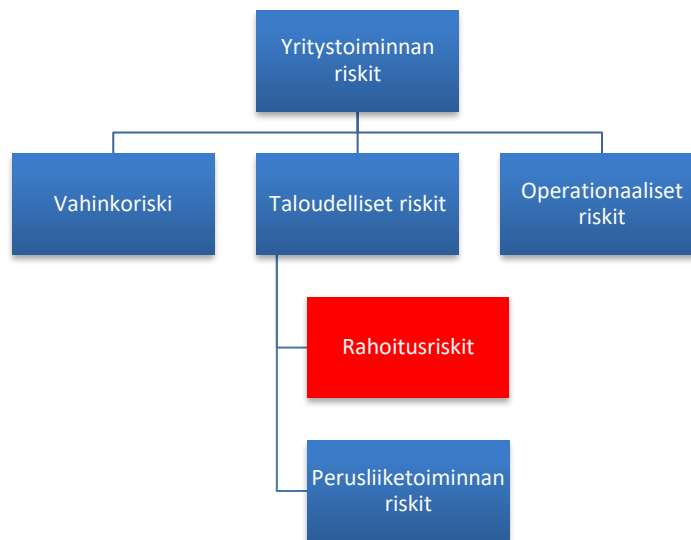 Yritystoiminnan
riskit
Vahinkoriski
Taloudelliset riskit
Operationaaliset
riskit
Rahoitusriskit
Perusliiketoiminnan
riskit